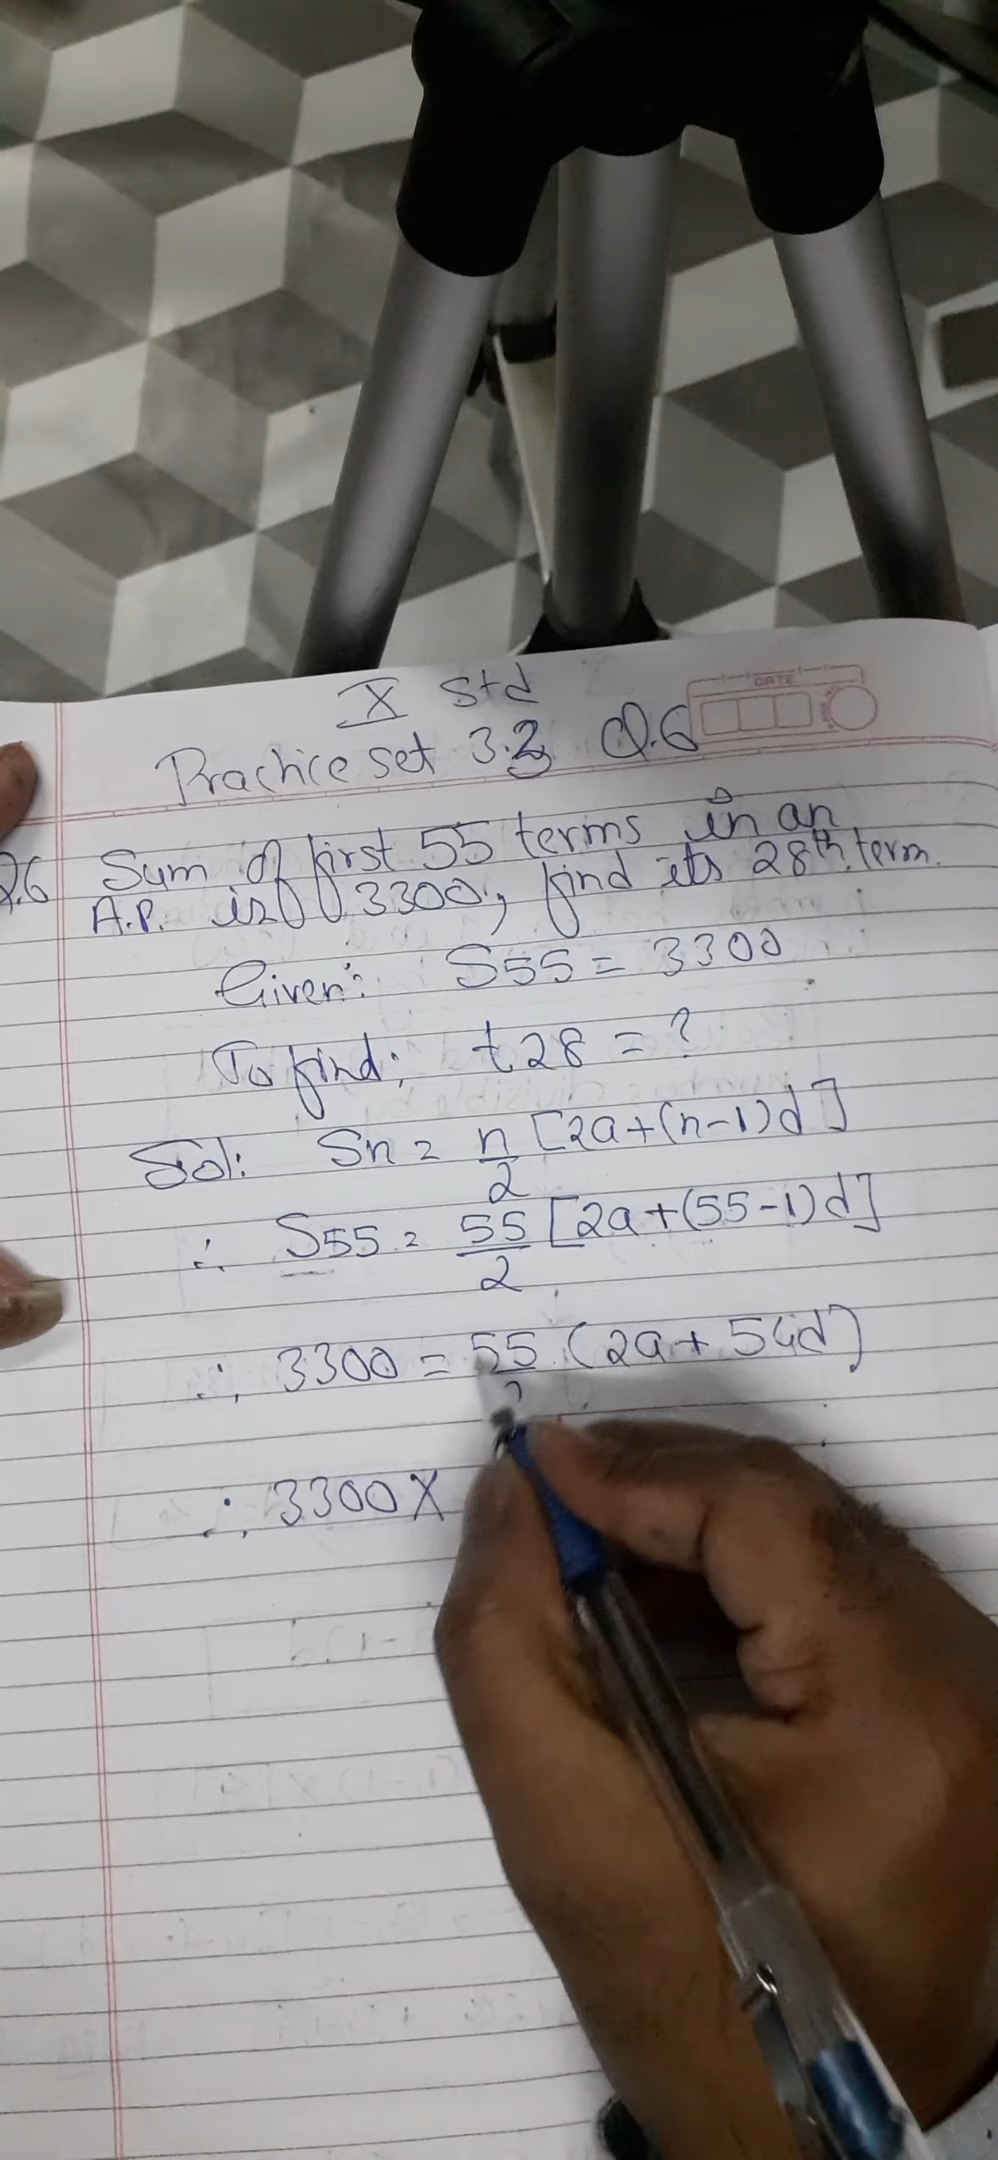 X Std
DATE
Practice set 3.3 Q.6
Q.6 Sum of first 55 terms in an
A.P. is 3300, find its 28th term.
Given: S55 = 3300
To find: t28 = ?
Sol: Sn = n/2 [2a+(n-1)d]
∴ S55 = 55/2 [2a+(55-1)d]
∴ 3300 = 55/2 (2a+54d)
∴ 3300 X